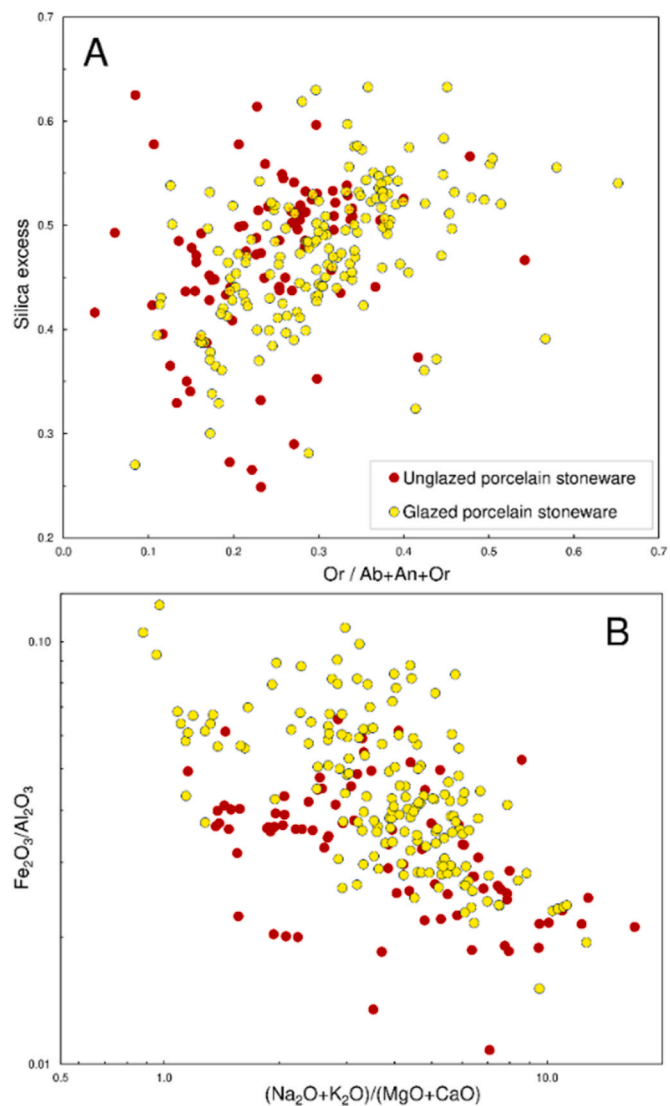 0.7
A
0.6
0.5
Silica excess
0.4
0.3
Unglazed porcelain stoneware
Glazed porcelain stoneware
0.2
0.0 0.1 0.2 0.3 0.4 0.5 0.6 0.7
Or / Ab+An+Or
B
0.10
Fe₂O₃/Al₂O₃
0.01
0.5 1.0 10.0
(Na₂O+K₂O)/(MgO+CaO)